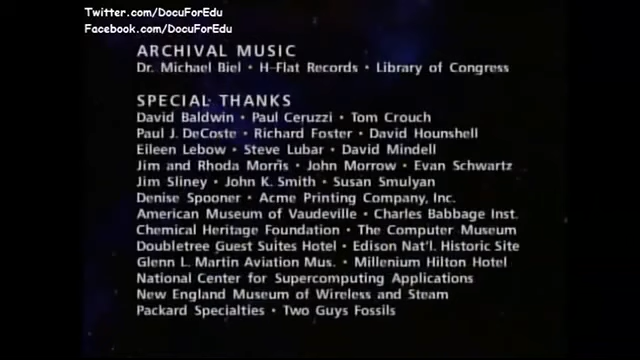 Twitter.com/DocuForEdu
Facebook.com/DocuForEdu
ARCHIVAL MUSIC
Dr. Michael Biel • H-Flat Records • Library of Congress
SPECIAL THANKS
David Baldwin • Paul Ceruzzi • Tom Crouch
Paul J. DeCoste • Richard Foster • David Hounshell
Eileen Lebow • Steve Lubar • David Mindell
Jim and Rhoda Morris • John Morrow • Evan Schwartz
Jim Sliney • John K. Smith • Susan Smulyan
Denise Spooner • Acme Printing Company, Inc.
American Museum of Vaudeville • Charles Babbage Inst.
Chemical Heritage Foundation • The Computer Museum
Doubletree Guest Suites Hotel • Edison Nat'l. Historic Site
Glenn L. Martin Aviation Mus. • Millenium Hilton Hotel
National Center for Supercomputing Applications
New England Museum of Wireless and Steam
Packard Specialties • Two Guys Fossils